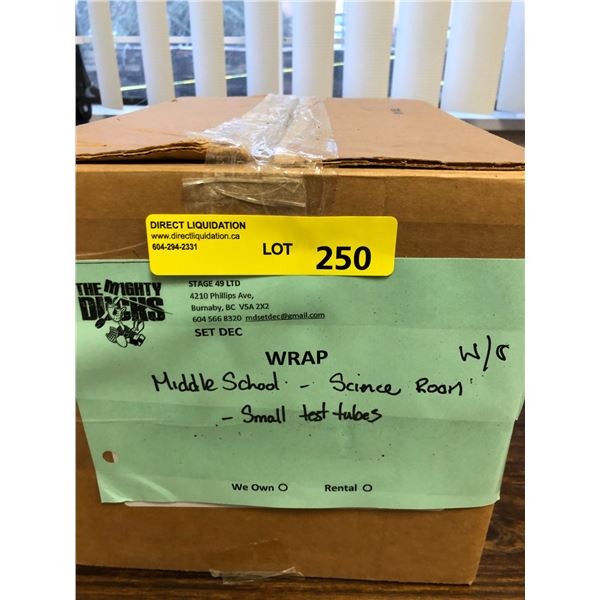 DIRECT LIQUIDATION
www.directliquidation.ca
604-294-2331
LOT 250
THE MIGHTY DUCKS
STAGE 49 LTD
4210 Phillips Ave,
Burnaby, BC V5A 2X2
604 566 8320 mdsetdec@gmail.com
SET DEC
WRAP
Middle School - Science Room
- Small test tubes
We Own O Rental O